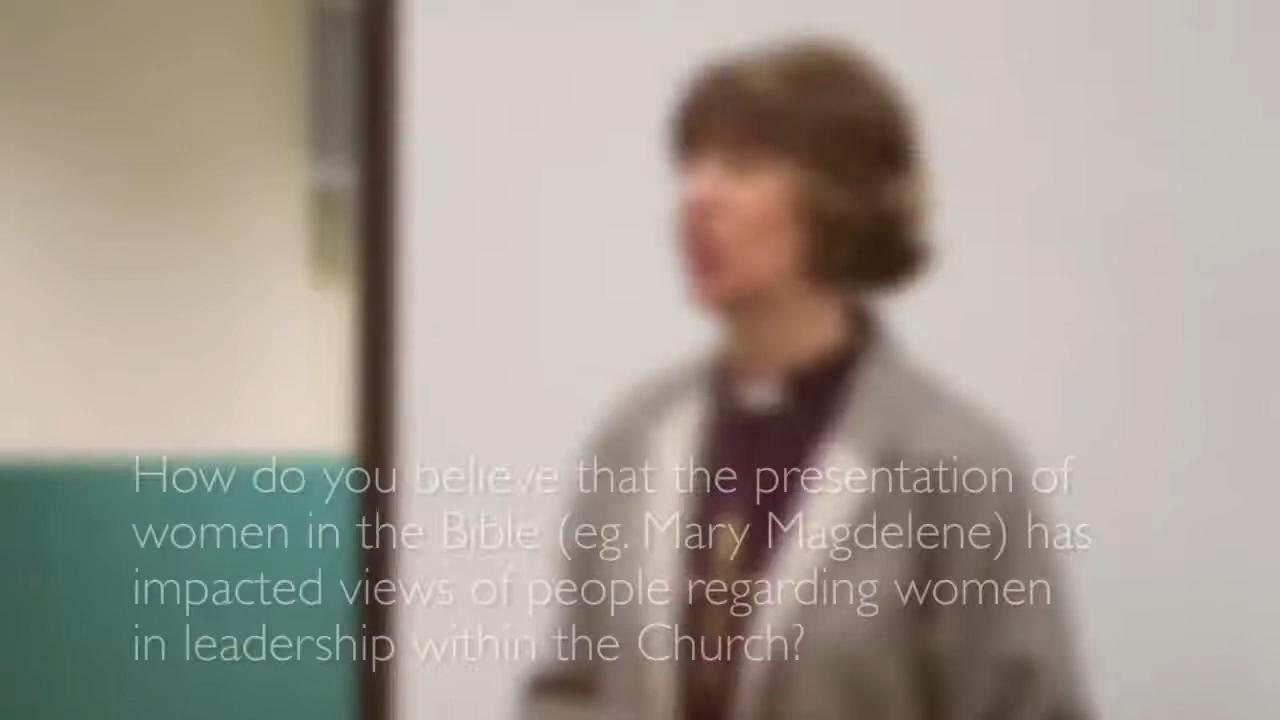 How do you believe that the presentation of
women in the Bible (eg. Mary Magdelene) has
impacted views of people regarding women
in leadership within the Church?